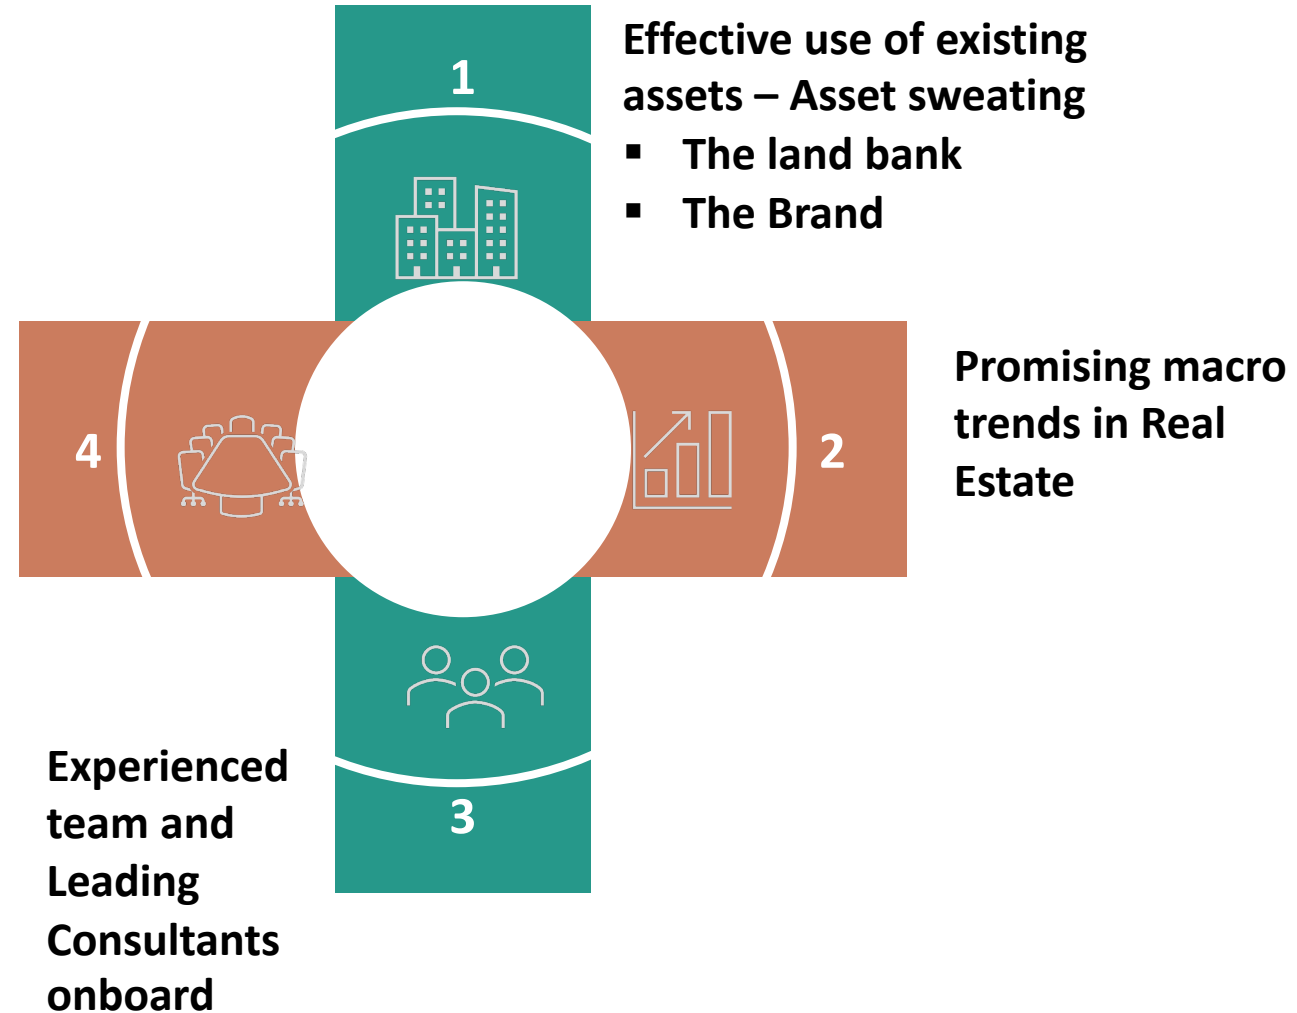 1
Effective use of existing
assets – Asset sweating
▪ The land bank
▪ The Brand
2
Promising macro
trends in Real
Estate
4
3
Experienced
team and
Leading
Consultants
onboard